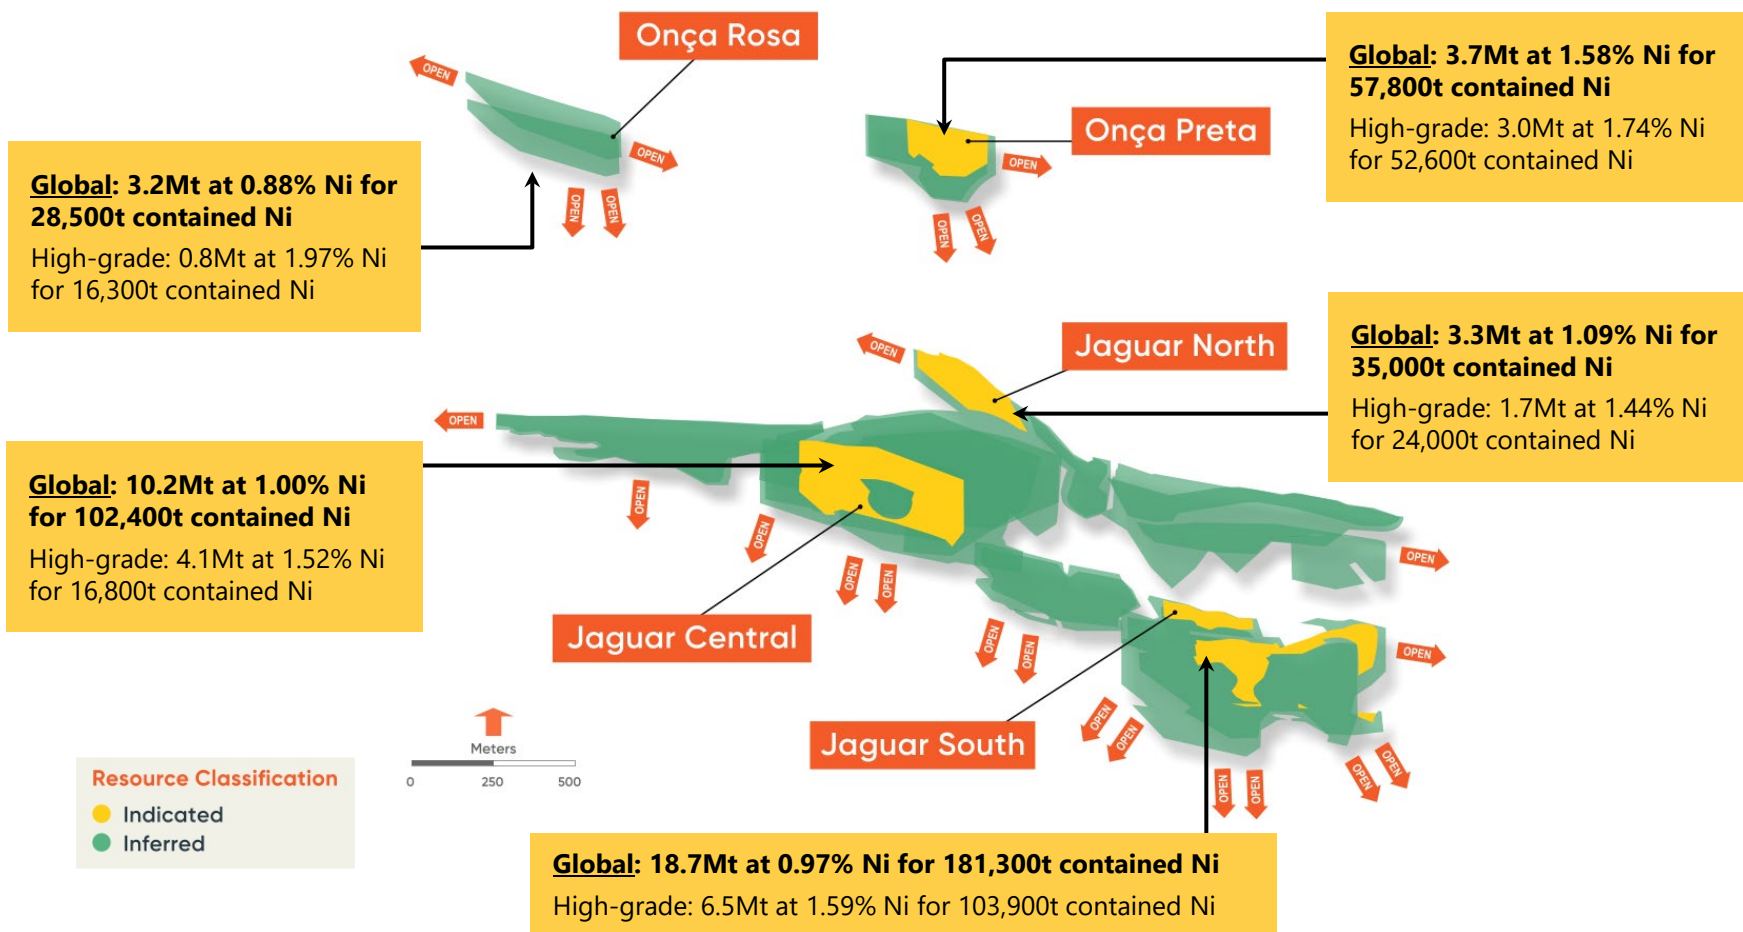 Onça Rosa
OPEN
OPEN
OPEN
OPEN
Global: 3.2Mt at 0.88% Ni for
28,500t contained Ni
High-grade: 0.8Mt at 1.97% Ni
for 16,300t contained Ni
Global: 3.7Mt at 1.58% Ni for
57,800t contained Ni
High-grade: 3.0Mt at 1.74% Ni
for 52,600t contained Ni
Onça Preta
OPEN
OPEN
OPEN
Jaguar North
OPEN
Global: 3.3Mt at 1.09% Ni for
35,000t contained Ni
High-grade: 1.7Mt at 1.44% Ni
for 24,000t contained Ni
OPEN
Global: 10.2Mt at 1.00% Ni
for 102,400t contained Ni
High-grade: 4.1Mt at 1.52% Ni
for 16,800t contained Ni
OPEN
OPEN
OPEN
OPEN
OPEN
Jaguar Central
OPEN
OPEN
OPEN
Jaguar South
OPEN
OPEN
OPEN
OPEN
OPEN
OPEN
Meters
0 250 500
Resource Classification
Indicated
Inferred
Global: 18.7Mt at 0.97% Ni for 181,300t contained Ni
High-grade: 6.5Mt at 1.59% Ni for 103,900t contained Ni